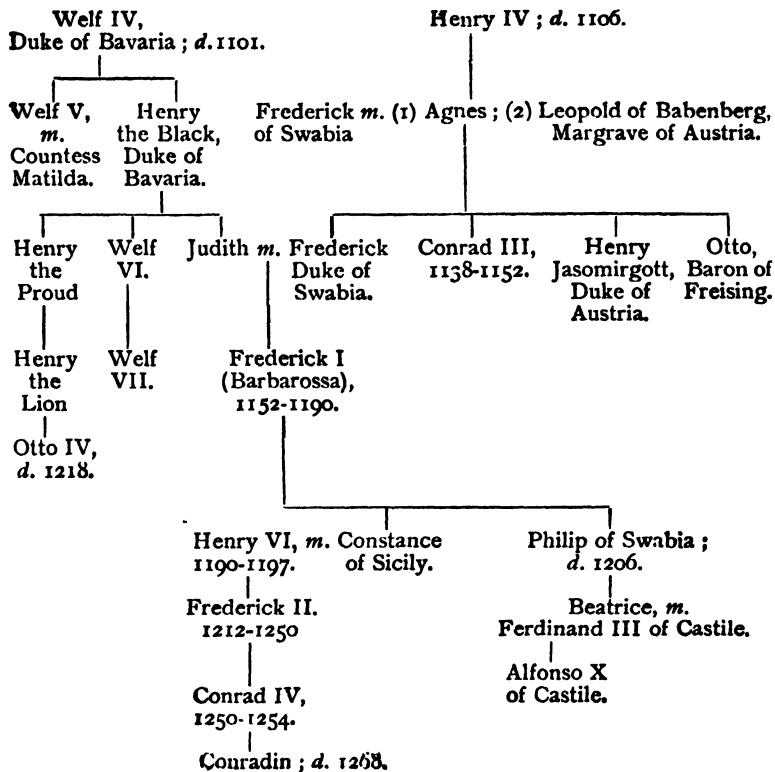 Welf IV,
Duke of Bavaria ; d. 1101.
Henry IV ; d. 1106.
Welf V,
m.
Countess
Matilda.
Henry
the Black,
Duke of
Bavaria.
Frederick m. (1) Agnes ; (2) Leopold of Babenberg,
of Swabia
Margrave of Austria.
Henry
the
Proud
Welf
VI.
Judith m. Frederick
Duke of
Swabia.
Conrad III,
1138-1152.
Henry
Jasomirgott,
Duke of
Austria.
Otto,
Baron of
Freising.
Henry
the
Lion
Welf
VII.
Frederick I
(Barbarossa),
1152-1190.
Otto IV,
d. 1218.
Henry VI, m. Constance
1190-1197. of Sicily.
Philip of Swabia ;
d. 1206.
Frederick II.
1212-1250
Beatrice, m.
Ferdinand III of Castile.
Conrad IV,
1250-1254.
Alfonso X
of Castile.
Conradin ; d. 1268.